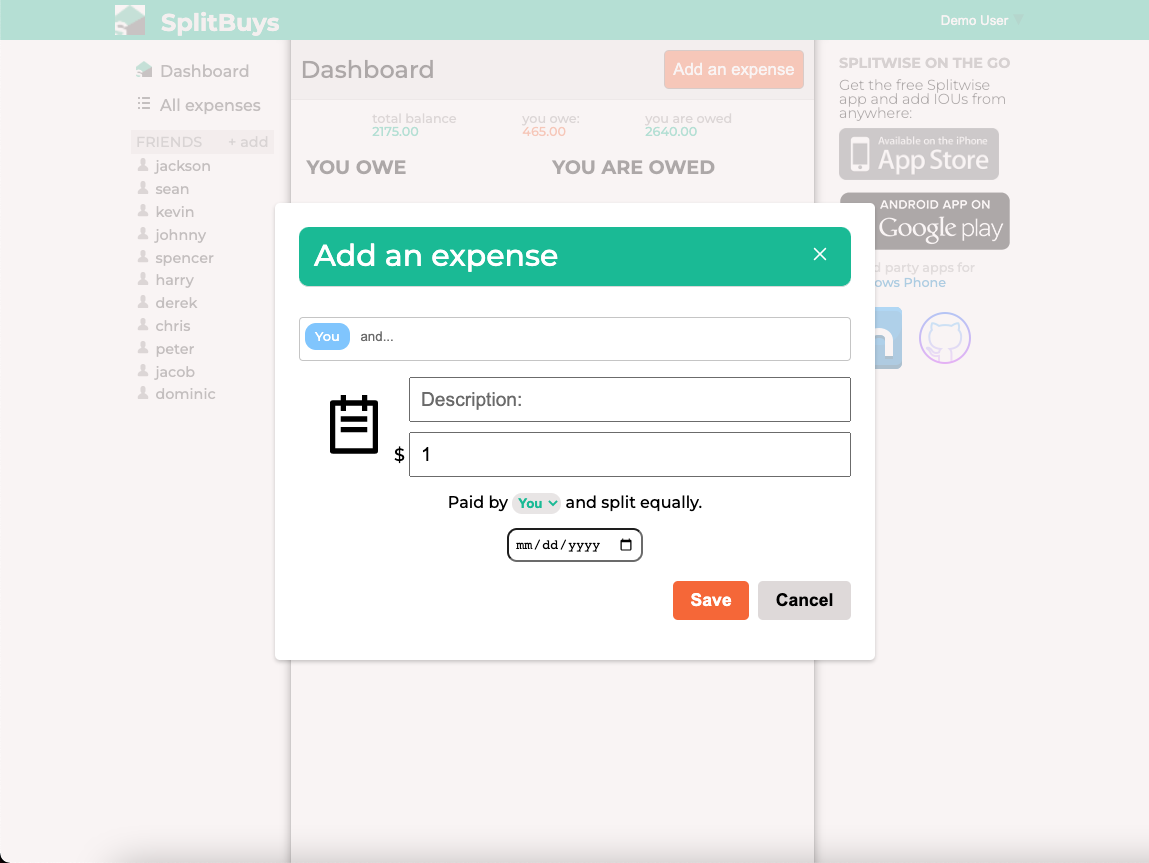 SplitBuys
Demo User
Dashboard
All expenses
FRIENDS + add
jackson
sean
kevin
johnny
spencer
harry
derek
chris
peter
jacob
dominic
Dashboard
Add an expense
total balance
2175.00
you owe:
465.00
you are owed
2640.00
YOU OWE
YOU ARE OWED
SPLITWISE ON THE GO
Get the free Splitwise
app and add IOUs from
anywhere:
Available on the iPhone
App Store
ANDROID APP ON
Google play
party apps for
Phone
Add an expense
You and...
Description:
$ 1
Paid by You and split equally.
mm/dd/yyyy
Save
Cancel